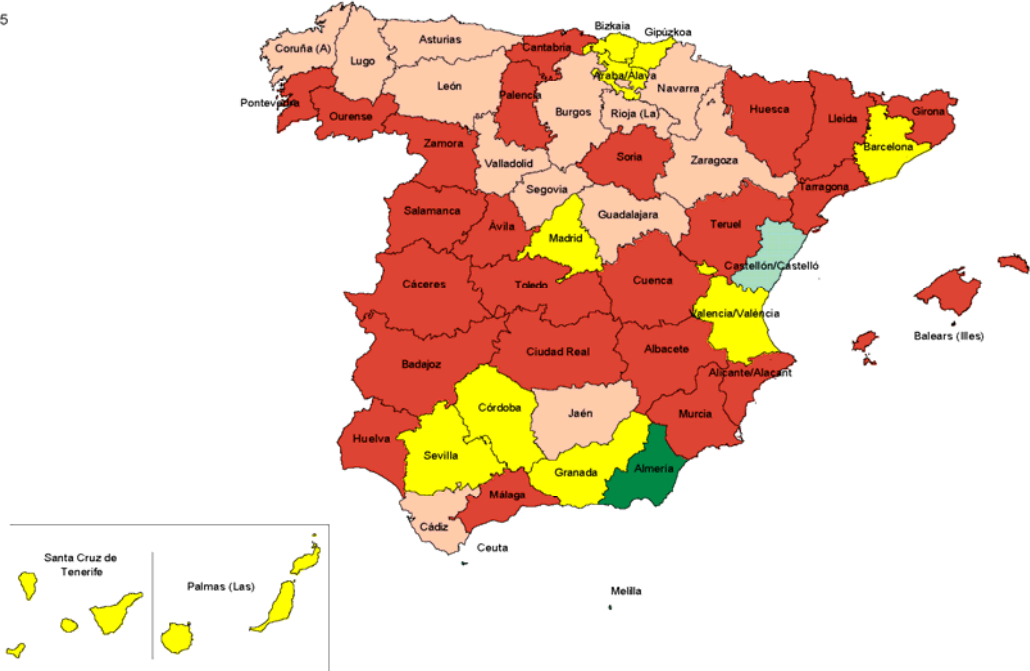 5
Bizkaia
Gipúzkoa
Coruña (A)
Asturias
Cantabria
Lugo
Araba/Álava
León
Navarra
Palencia
Pontevedra
Ourense
Burgos
Rioja (La)
Huesca
Lleida
Girona
Zamora
Barcelona
Valladolid
Soria
Zaragoza
Segovia
Tarragona
Salamanca
Guadalajara
Ávila
Madrid
Teruel
Castellón/Castelló
Cáceres
Toledo
Cuenca
Valencia/València
Balears (Illes)
Badajoz
Ciudad Real
Albacete
Alicante/Alacant
Córdoba
Jaén
Murcia
Huelva
Sevilla
Granada
Almería
Málaga
Cádiz
Ceuta
Santa Cruz de
Tenerife
Palmas (Las)
Melilla